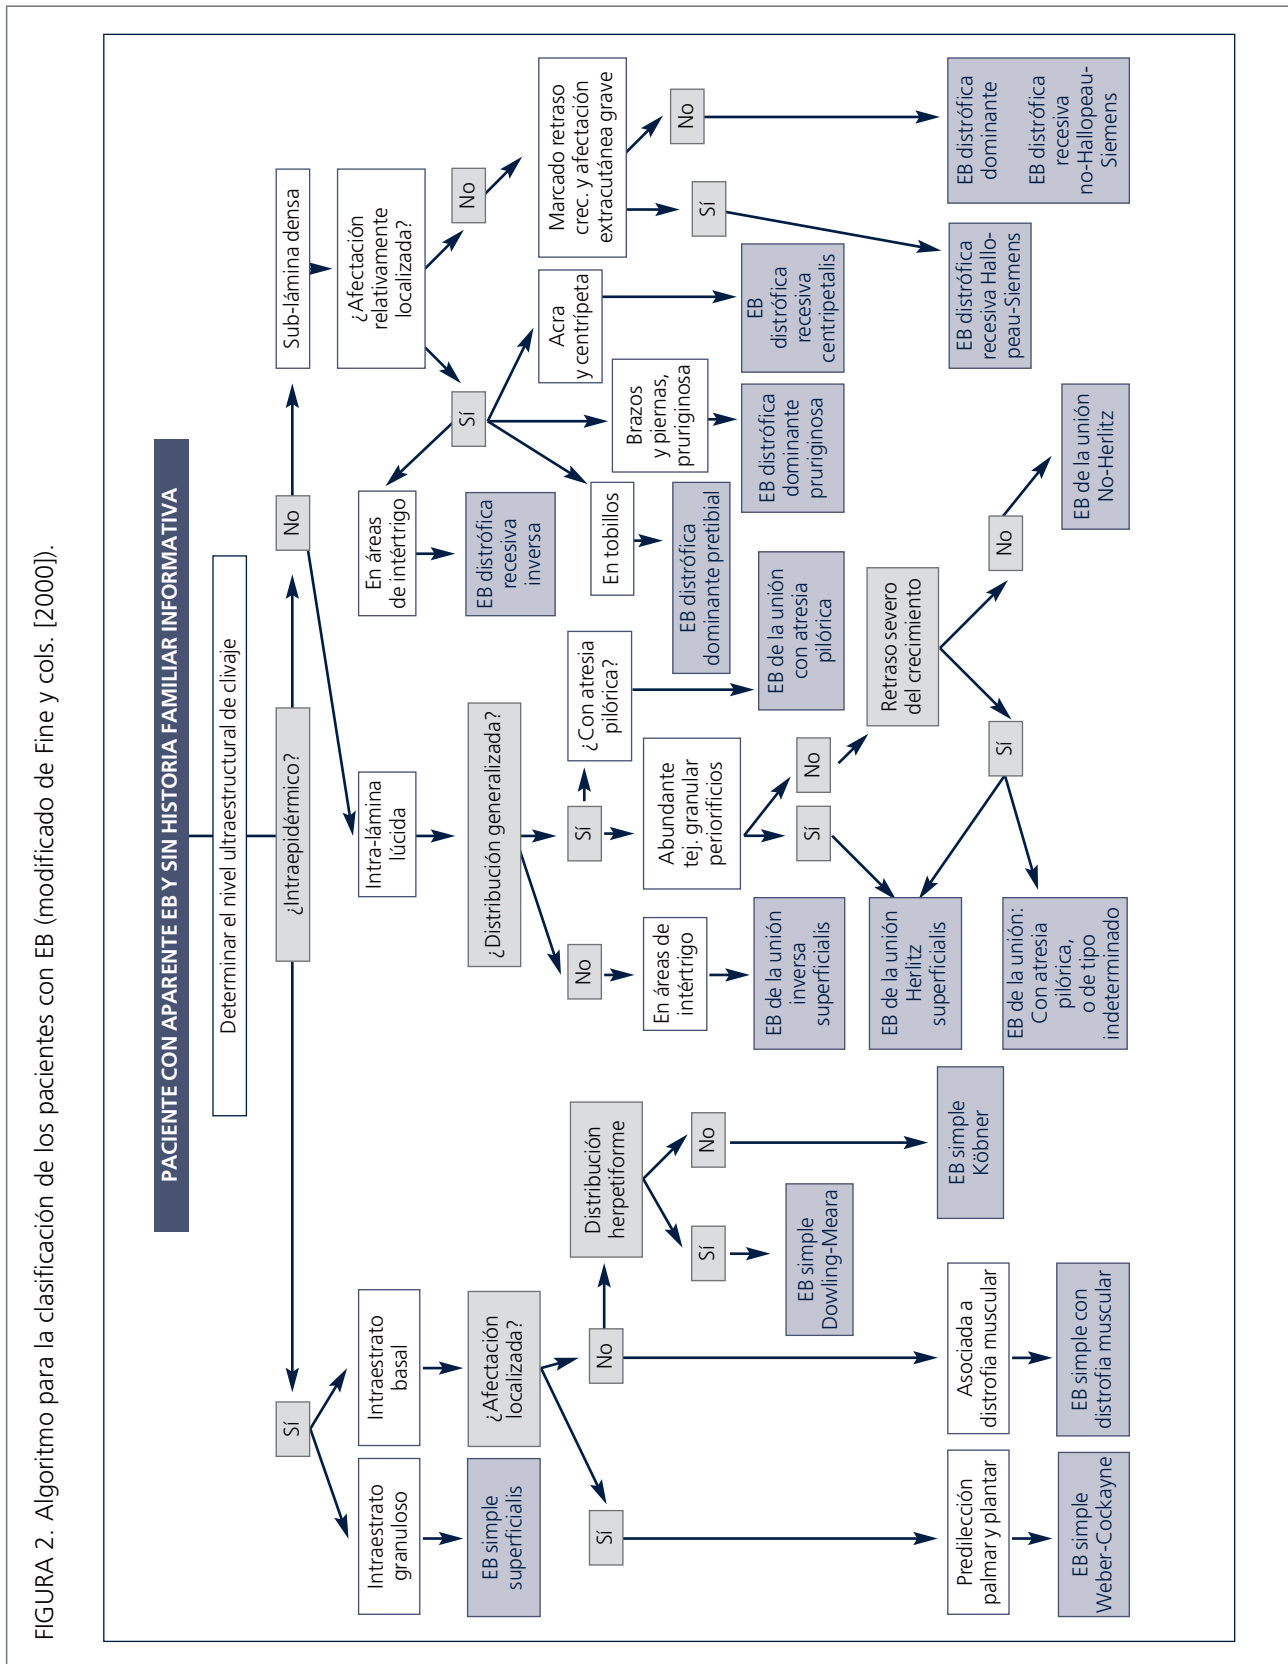 FIGURA 2. Algoritmo para la clasificación de los pacientes con EB (modificado de Fine y cols. [2000]).
PACIENTE CON APARENTE EB Y SIN HISTORIA FAMILIAR INFORMATIVA
Determinar el nivel ultraestructural de clivaje
¿Intraepidérmico?
Sí
No
Intraestrato
granuloso
Intraestrato
basal
Intra-lámina
lúcida
Sub-lámina densa
EB simple
superficialis
¿Afectación
localizada?
Sí
No
Distribución
herpetiforme
Sí
No
EB simple
Dowling-Meara
EB simple
Köbner
Predilección
palmar y plantar
Asociada a
distrofia muscular
EB simple
Weber-Cockayne
EB simple con
distrofia muscular
¿Distribución generalizada?
No
Sí
¿Con atresia
pilórica?
En áreas de
intértrigo
Abundante
tej. granular
periorificios
EB de la unión
con atresia
pilórica
EB de la unión
inversa
superficialis
Sí
No
Retraso severo
del crecimiento
EB de la unión
Herlitz
superficialis
Sí
No
EB de la unión:
Con atresia
pilórica,
o de tipo
indeterminado
EB de la unión
No-Herlitz
¿Afectación
relativamente
localizada?
Sí
No
En áreas
de intértrigo
EB distrófica
recesiva
inversa
En tobillos
EB distrófica
dominante pretibial
Brazos
y piernas,
pruriginosa
EB distrófica
dominante
pruriginosa
Acra
y centrípeta
EB
distrófica
recesiva
centripetalis
Marcado retraso
crec. y afectación
extracutánea grave
Sí
No
EB distrófica
recesiva Hallo-
peau-Siemens
EB distrófica
dominante
EB distrófica
recesiva
no-Hallopeau-
Siemens